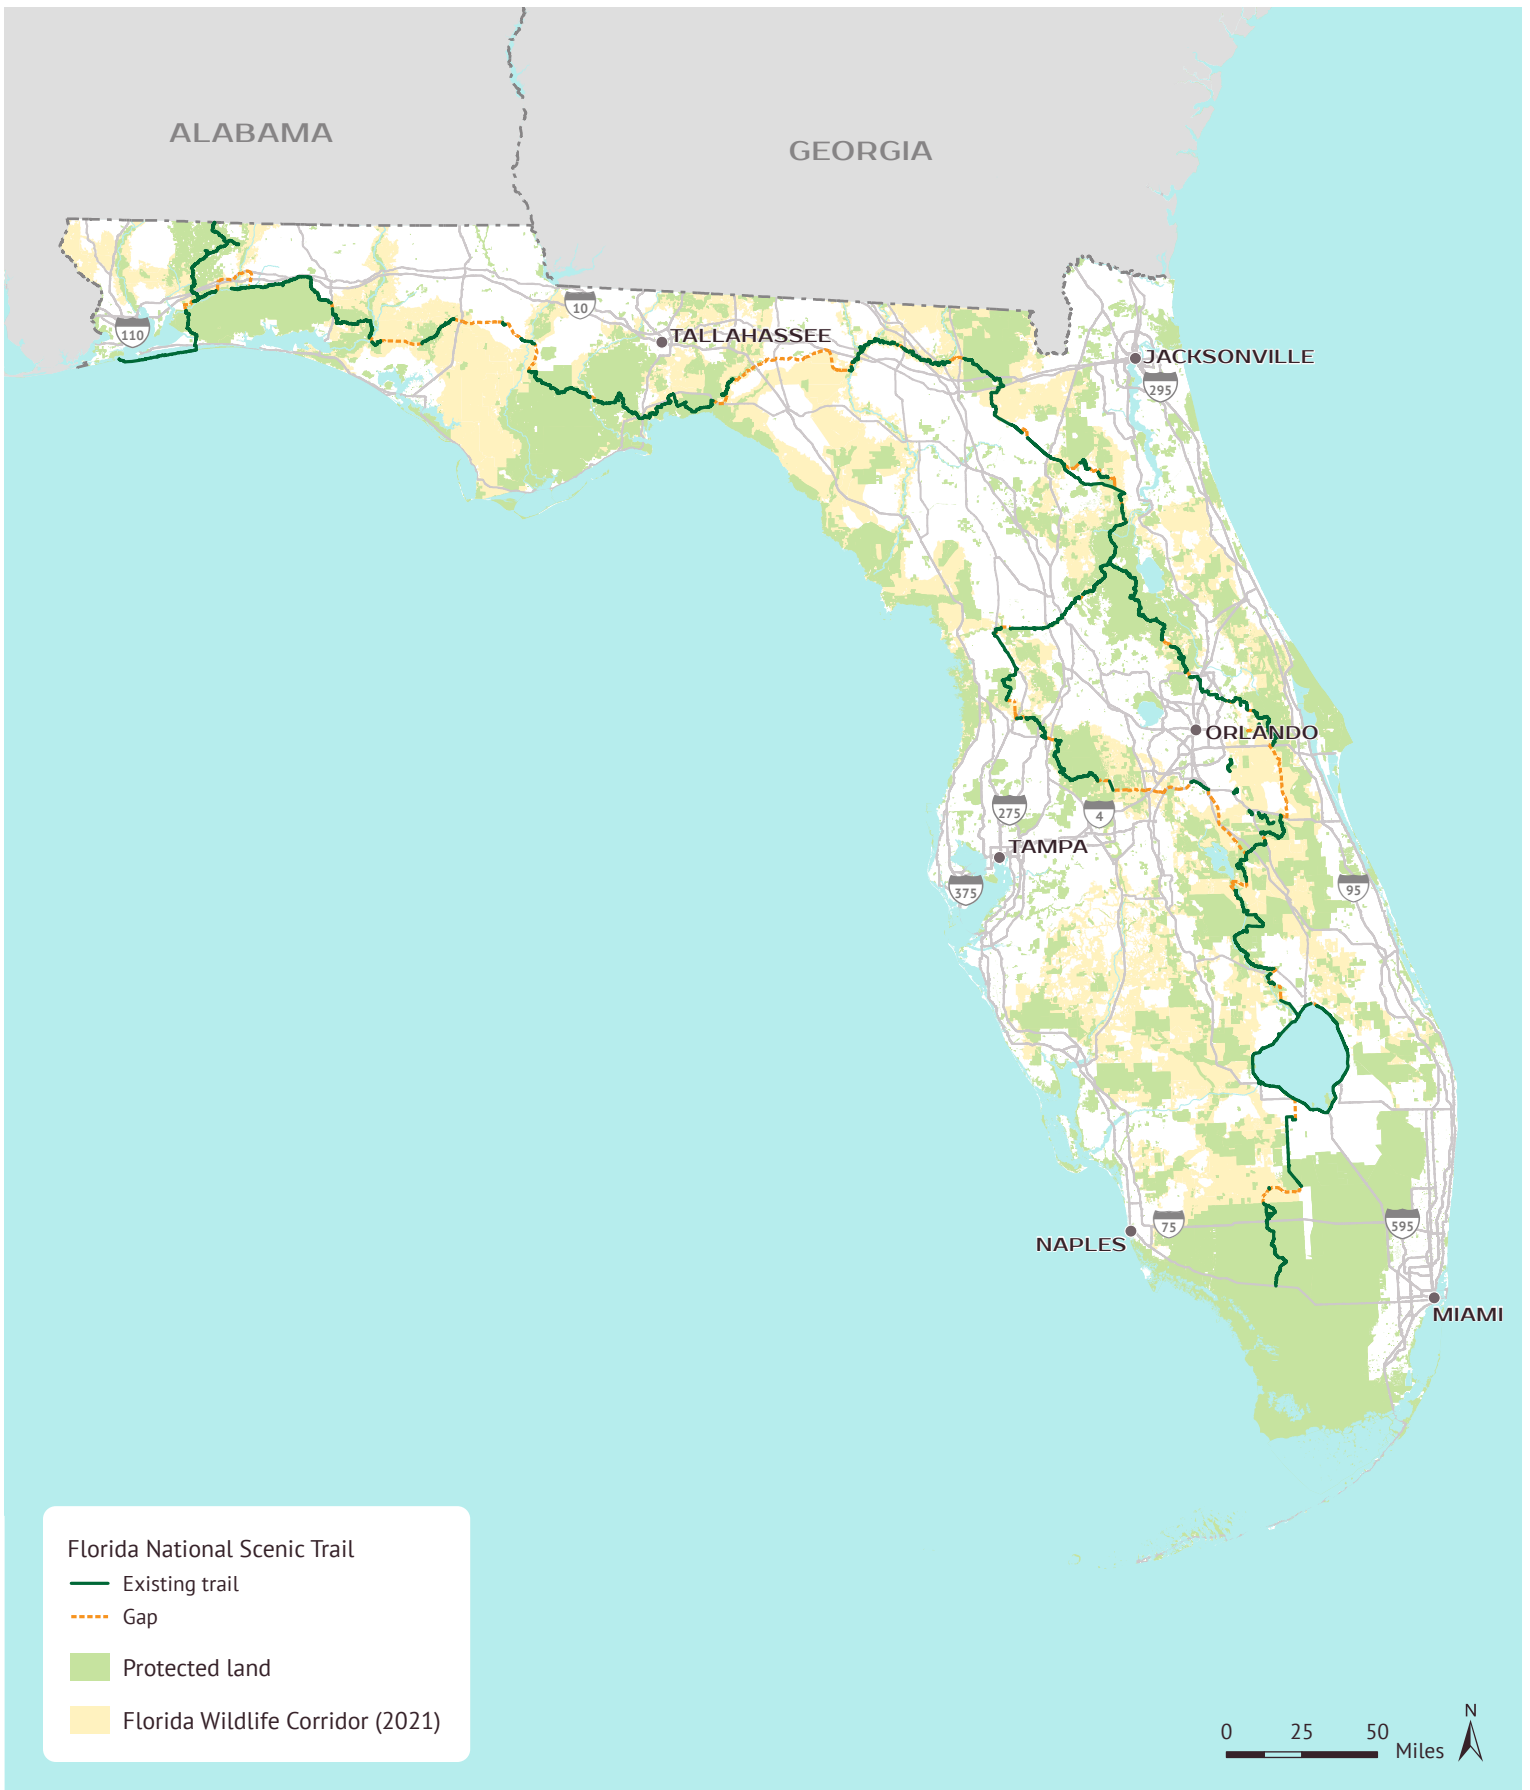 ALABAMA
GEORGIA
10
110
TALLAHASSEE
JACKSONVILLE
295
ORLANDO
275
4
TAMPA
375
95
NAPLES
75
595
MIAMI
Florida National Scenic Trail
Existing trail
Gap
Protected land
Florida Wildlife Corridor (2021)
N
0 25 50
Miles